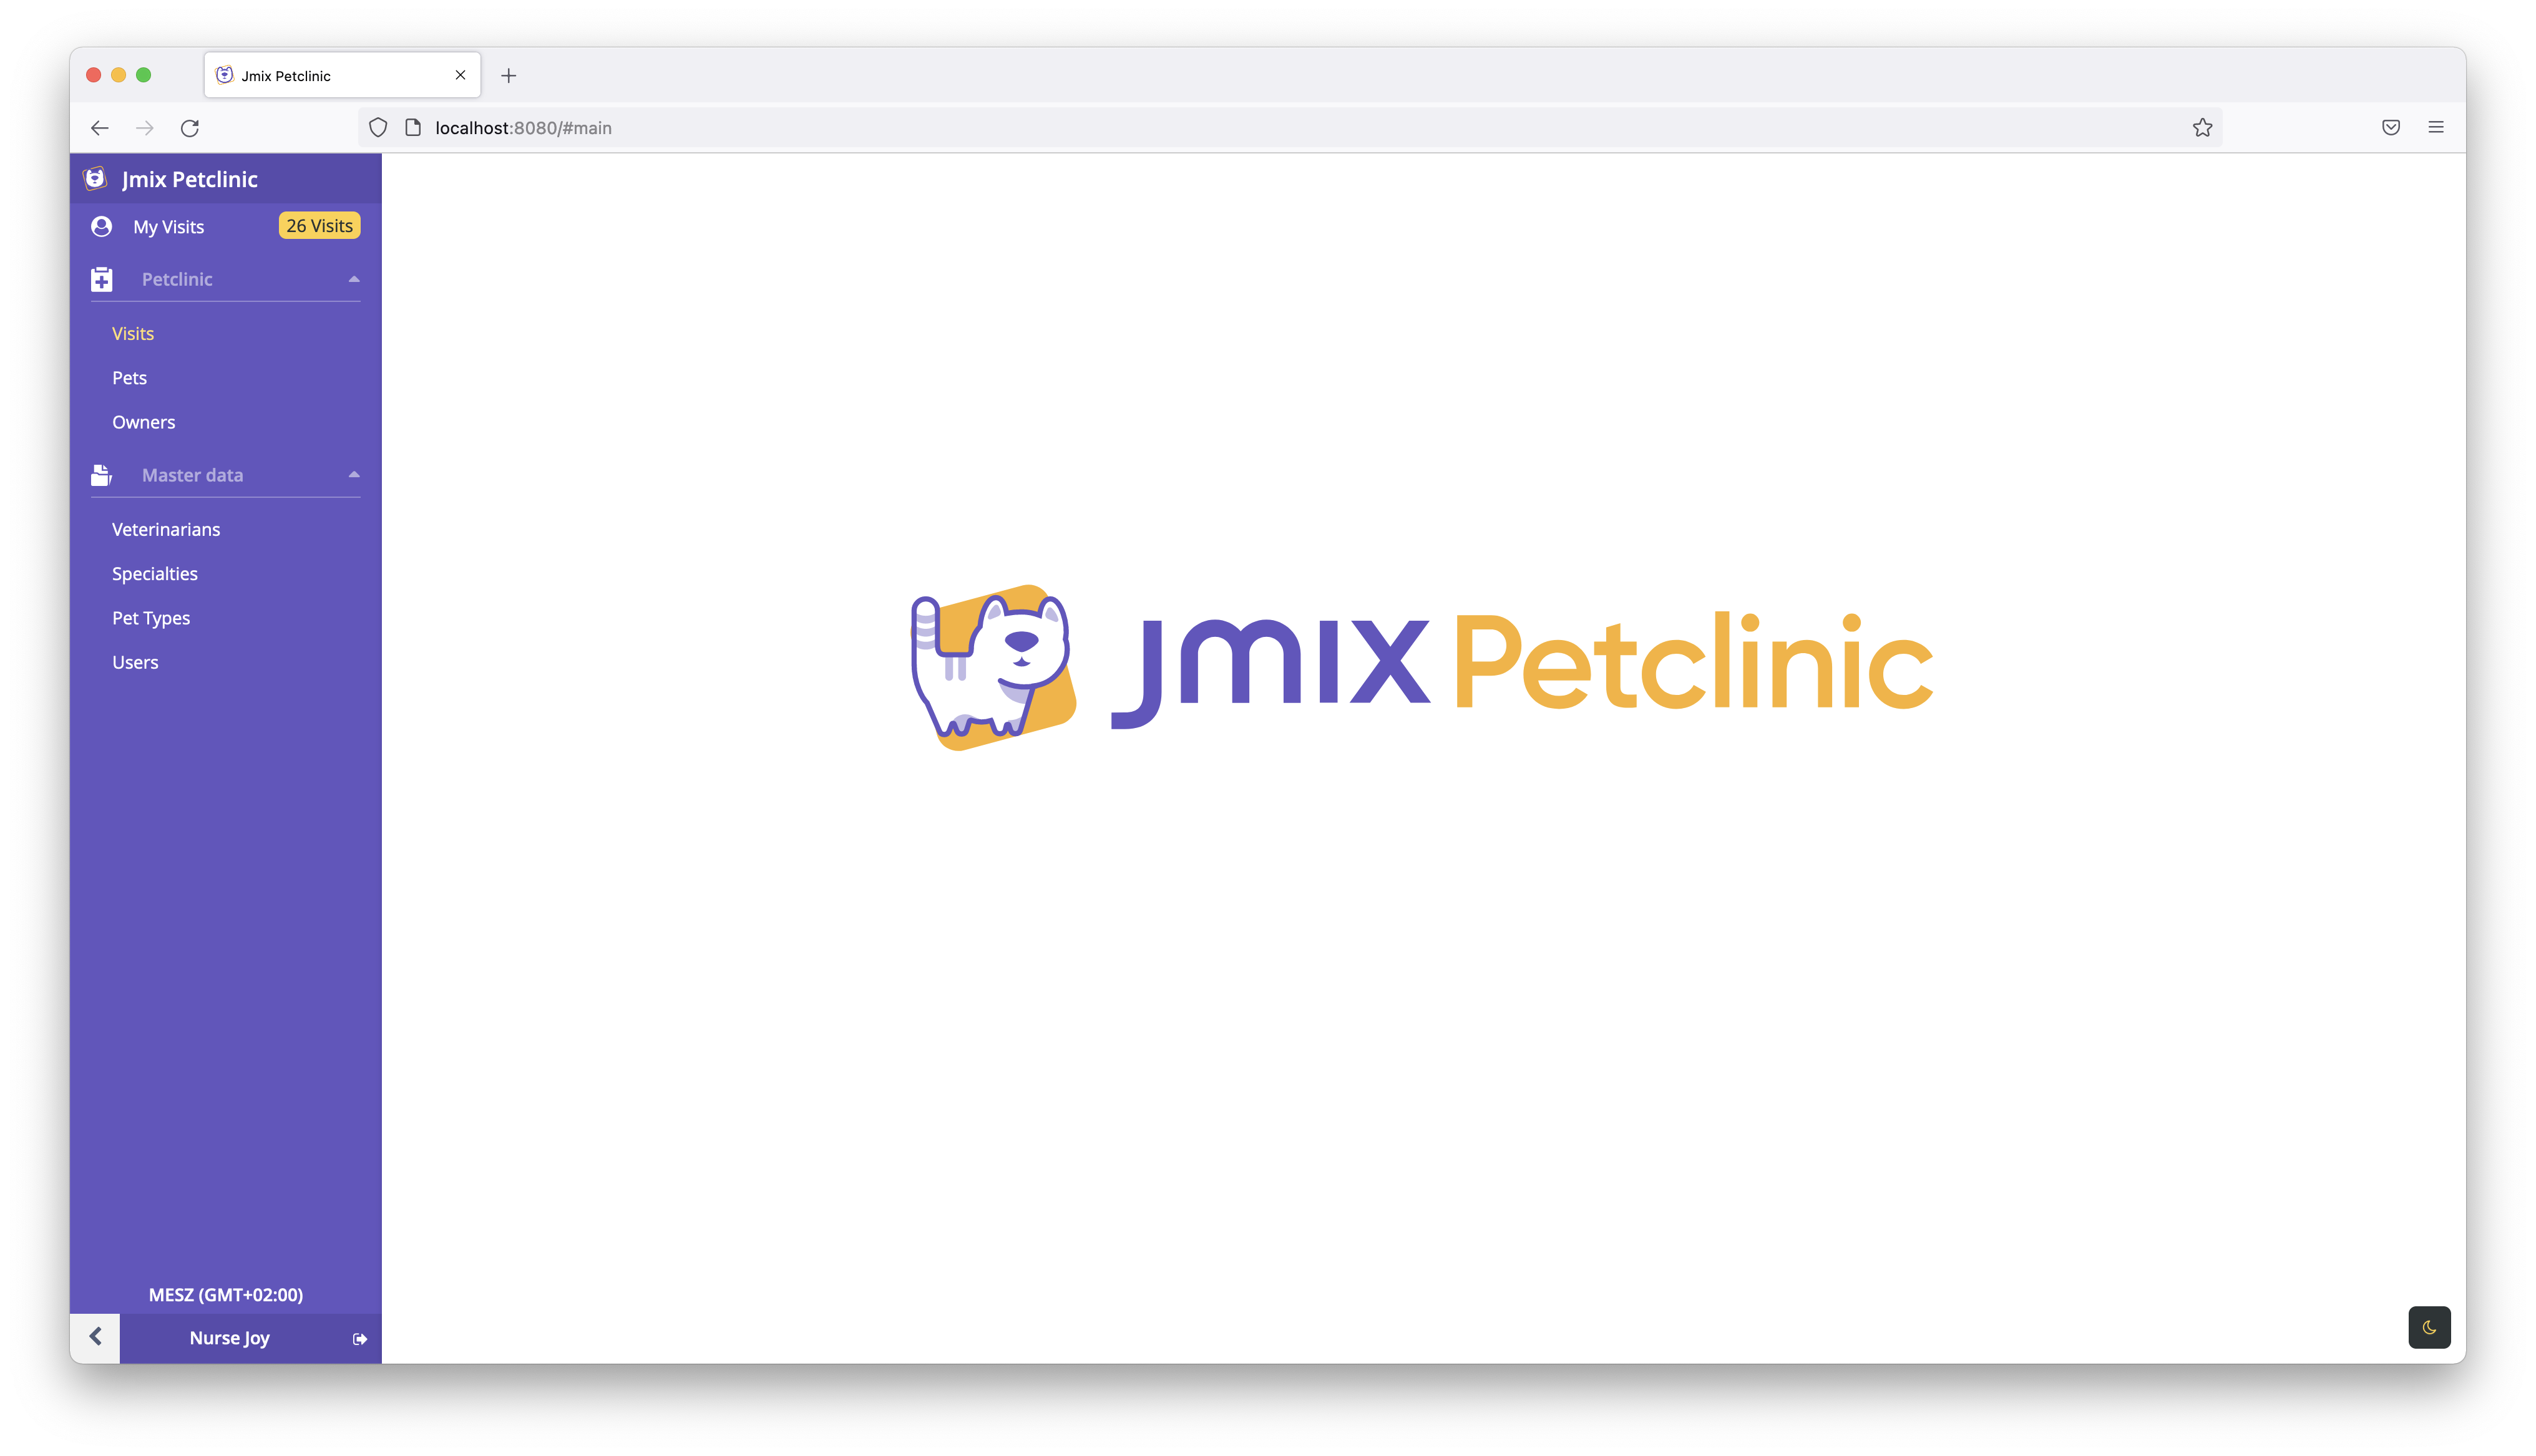 Jmix Petclinic
localhost:8080/#main
Jmix Petclinic
My Visits 26 Visits
Petclinic
Visits
Pets
Owners
Master data
Veterinarians
Specialties
Pet Types
Users
Jmix Petclinic
MESZ (GMT+02:00)
Nurse Joy